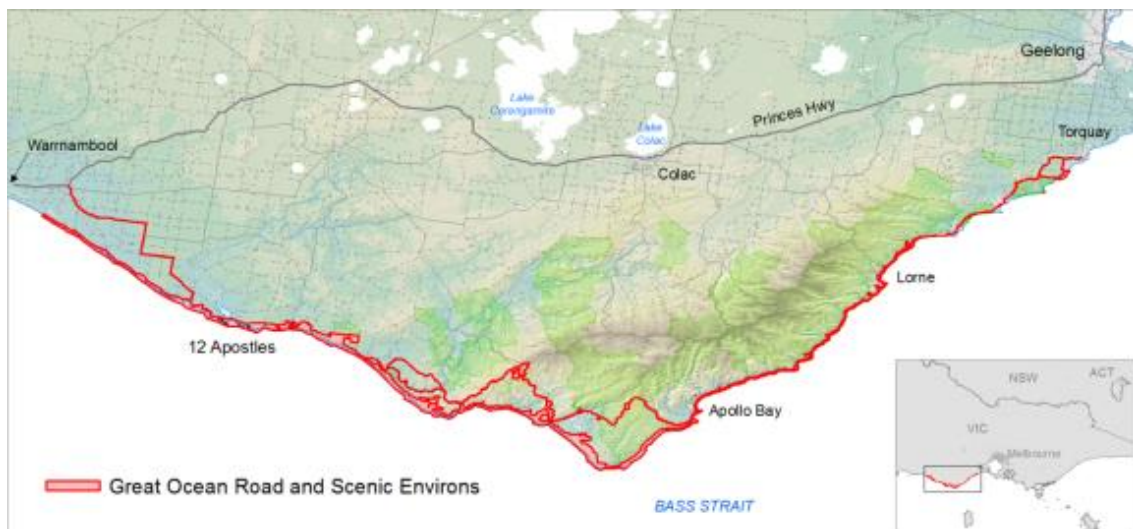 Geelong
Lake
Corangamite
Princes Hwy
Torquay
Lake
Colac
Warrnambool
Colac
Lorne
12 Apostles
NSW
ACT
Apollo Bay
VIC
Melbourne
Great Ocean Road and Scenic Environs
BASS STRAIT